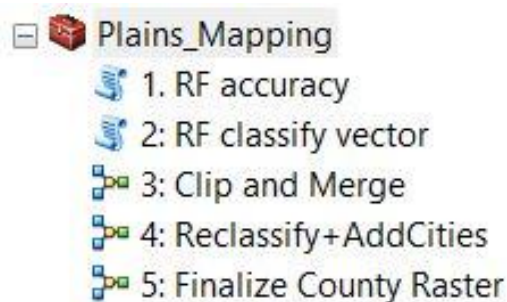 Plains_Mapping
1. RF accuracy
2: RF classify vector
3: Clip and Merge
4: Reclassify+AddCities
5: Finalize County Raster